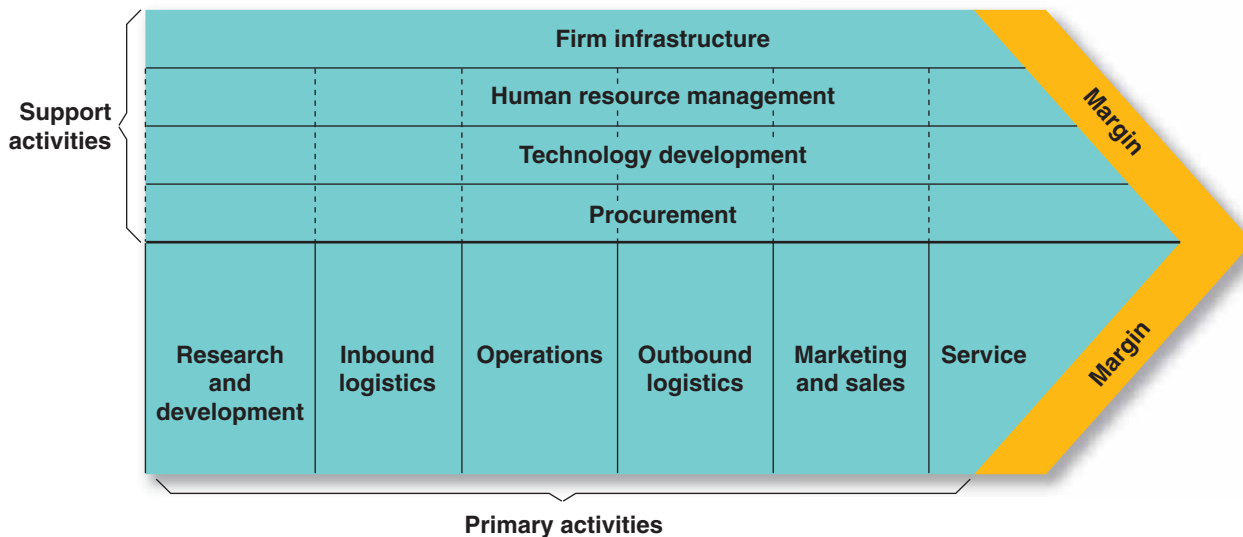 Firm infrastructure
Human resource management
Support
activities
Technology development
Procurement
Margin
Margin
Research
and
development
Inbound
logistics
Operations
Outbound
logistics
Marketing
and sales
Service
Primary activities